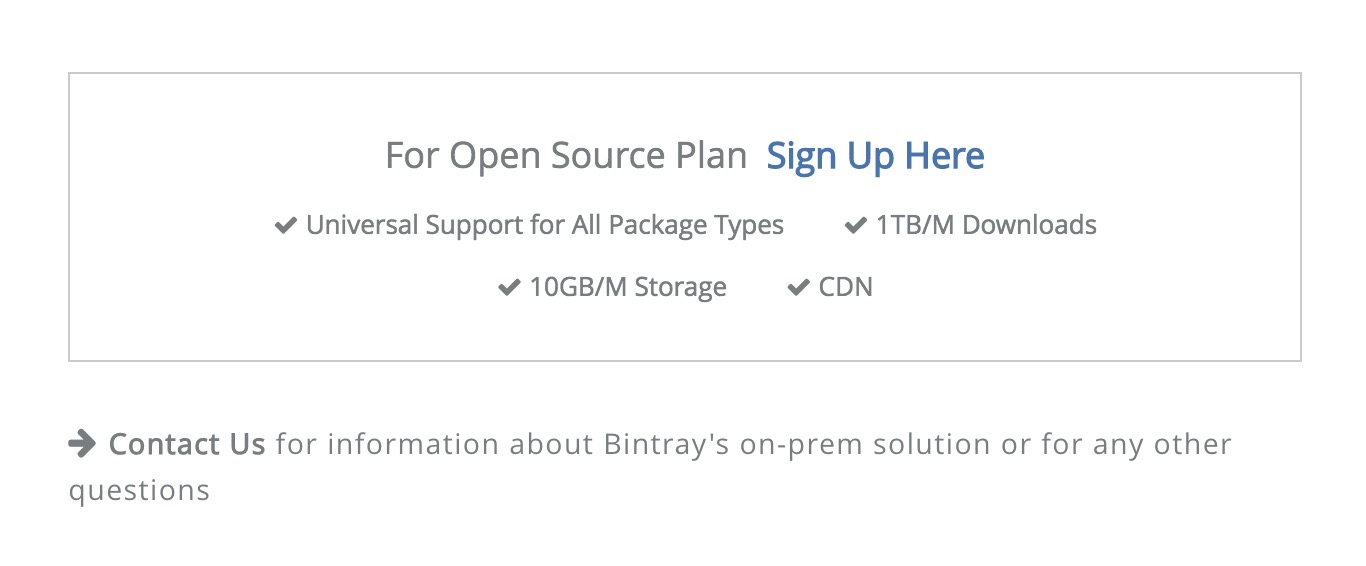 For Open Source Plan Sign Up Here
Universal Support for All Package Types 1TB/M Downloads
10GB/M Storage CDN
Contact Us for information about Bintray's on-prem solution or for any other
questions